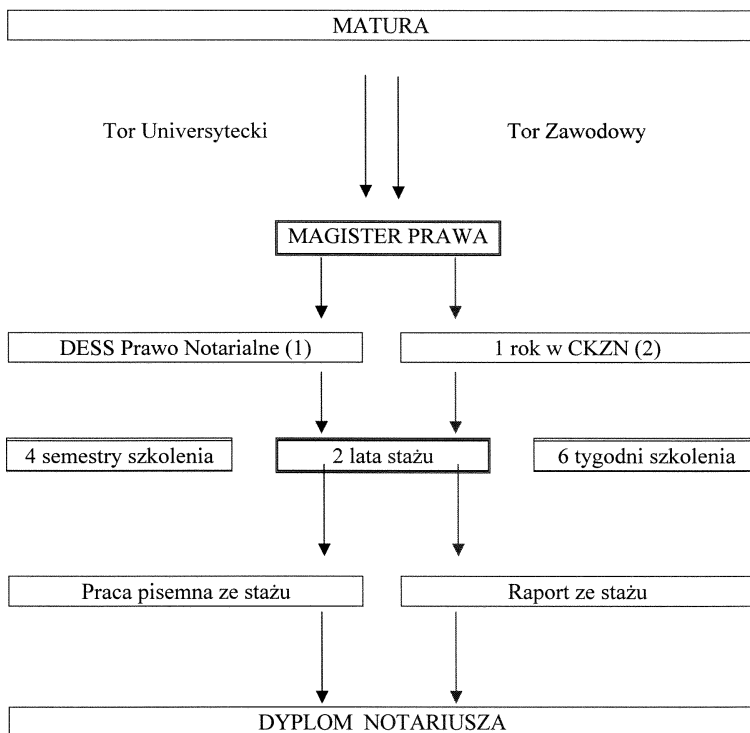 MATURA
Tor Uniwersytecki
Tor Zawodowy
MAGISTER PRAWA
DESS Prawo Notarialne (1)
1 rok w CKZN (2)
4 semestry szkolenia
2 lata stażu
6 tygodni szkolenia
Praca pisemna ze stażu
Raport ze stażu
DYPLOM NOTARIUSZA